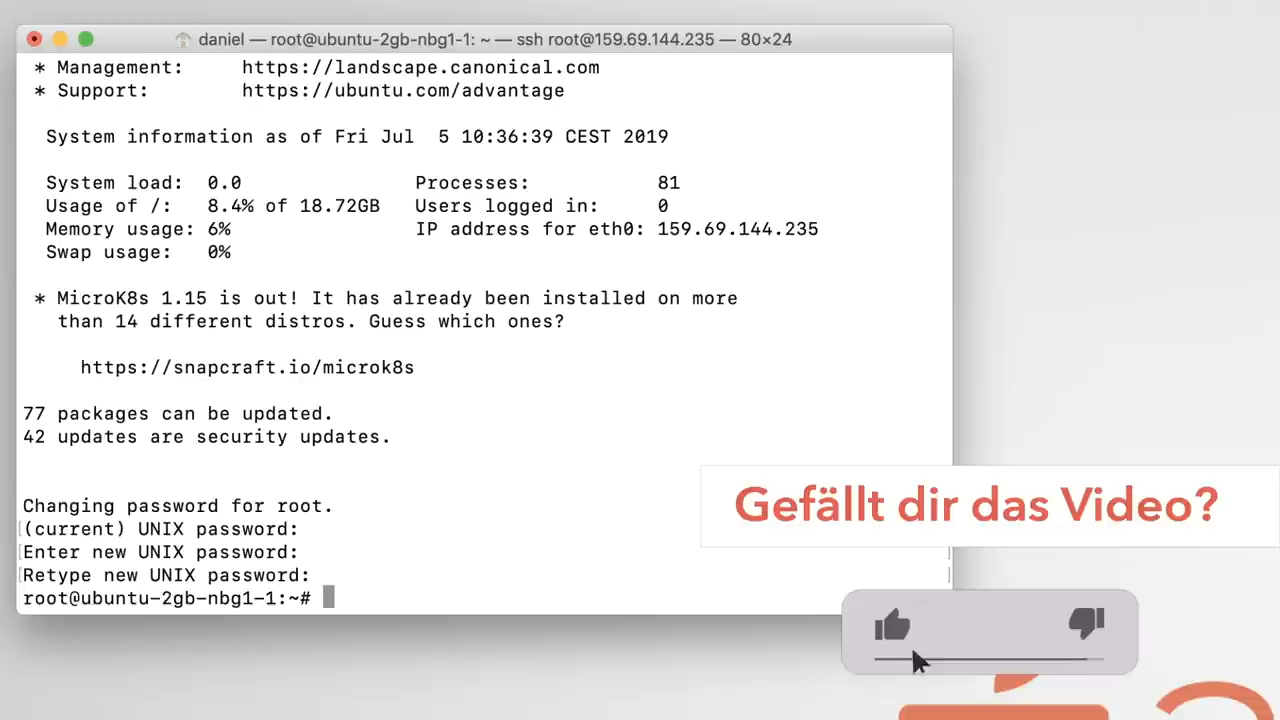 daniel — root@ubuntu-2gb-nbg1-1: ~ — ssh root@159.69.144.235 — 80×24
* Management: https://landscape.canonical.com
* Support: https://ubuntu.com/advantage
System information as of Fri Jul 5 10:36:39 CEST 2019
System load: 0.0 Processes: 81
Usage of /: 8.4% of 18.72GB Users logged in: 0
Memory usage: 6% IP address for eth0: 159.69.144.235
Swap usage: 0%
* MicroK8s 1.15 is out! It has already been installed on more
than 14 different distros. Guess which ones?
https://snapcraft.io/microk8s
77 packages can be updated.
42 updates are security updates.
Changing password for root.
(current) UNIX password:
Enter new UNIX password:
Retype new UNIX password:
root@ubuntu-2gb-nbg1-1:~#
Gefällt dir das Video?